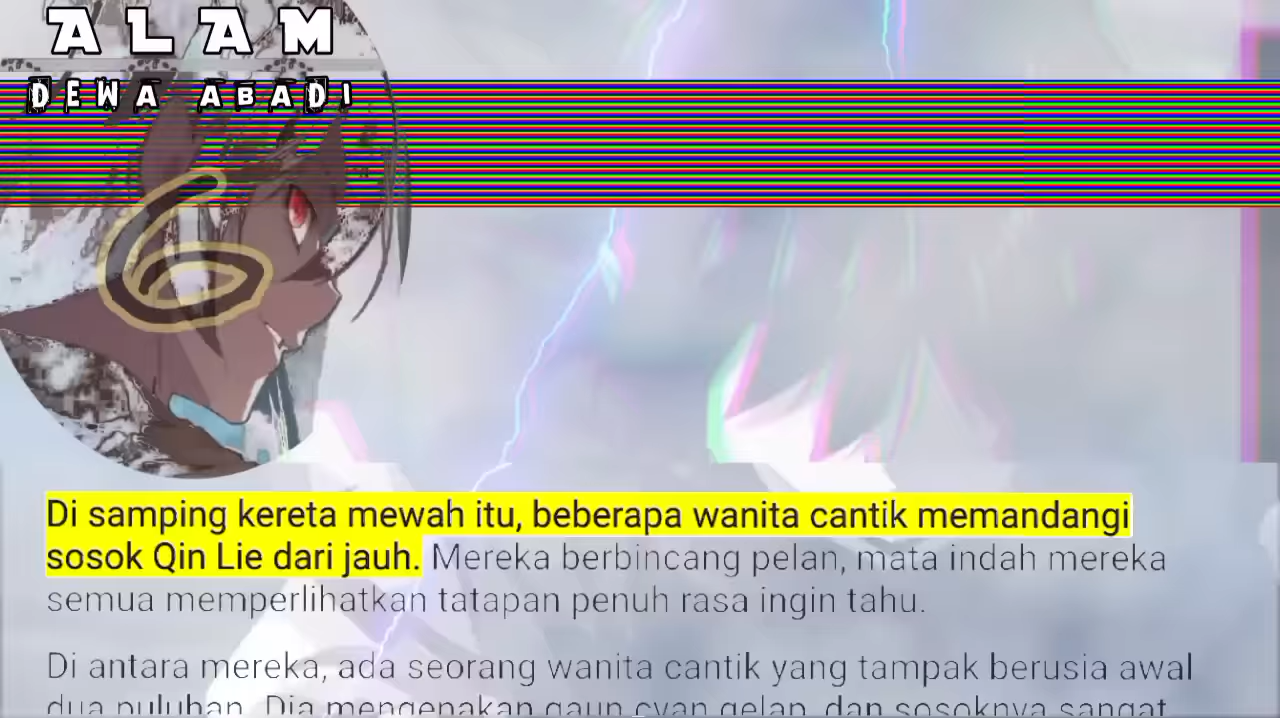 ALAM
DEWA ABADI
6
Di samping kereta mewah itu, beberapa wanita cantik memandangi
sosok Qin Lie dari jauh. Mereka berbincang pelan, mata indah mereka
semua memperlihatkan tatapan penuh rasa ingin tahu.
Di antara mereka, ada seorang wanita cantik yang tampak berusia awal
dua puluhan. Dia mengenakan gaun cyan gelap, dan sosoknya sangat